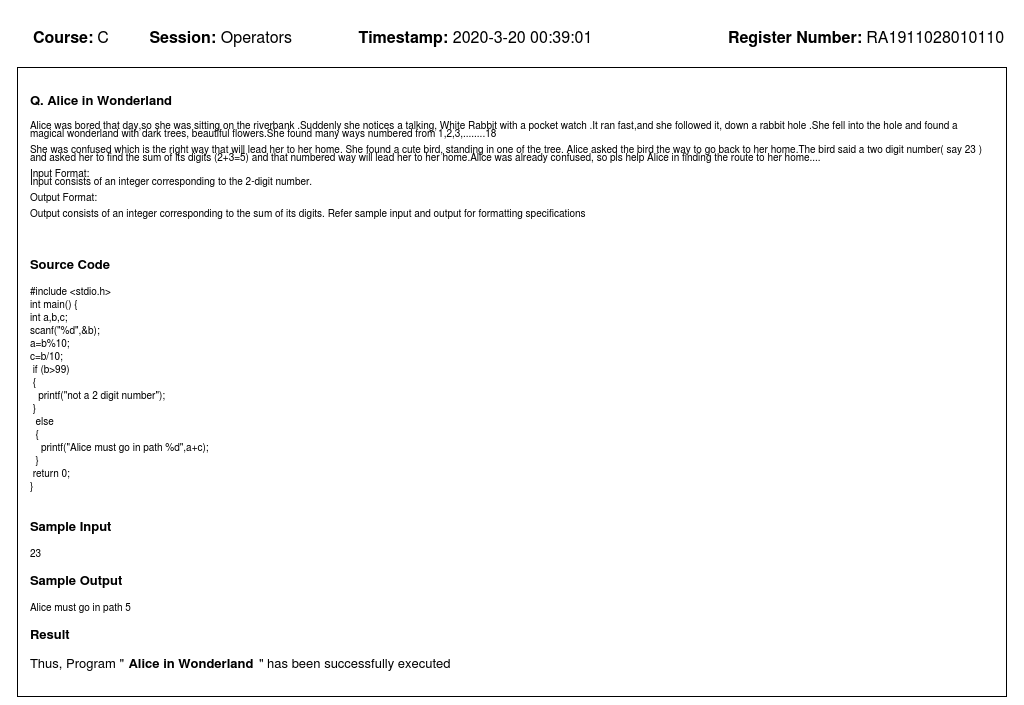 Course: C Session: Operators Timestamp: 2020-3-20 00:39:01 Register Number: RA1911028010110
Q. Alice in Wonderland
Alice was bored that day,so she was sitting on the riverbank .Suddenly she notices a talking, White Rabbit with a pocket watch .It ran fast,and she followed it, down a rabbit hole .She fell into the hole and found a
magical wonderland with dark trees, beautiful flowers.She found many ways numbered from 1,2,3,........18
She was confused which is the right way that will lead her to her home. She found a cute bird, standing in one of the tree. Alice asked the bird the way to go back to her home.The bird said a two digit number( say 23 )
and asked her to find the sum of its digits (2+3=5) and that numbered way will lead her to her home.Alice was already confused, so pls help Alice in finding the route to her home....
Input Format:
Input consists of an integer corresponding to the 2-digit number.
Output Format:
Output consists of an integer corresponding to the sum of its digits. Refer sample input and output for formatting specifications
Source Code
#include <stdio.h>
int main() {
int a,b,c;
scanf("%d",&b);
a=b%10;
c=b/10;
if (b>99)
{
printf("not a 2 digit number");
}
else
{
printf("Alice must go in path %d",a+c);
}
return 0;
}
Sample Input
23
Sample Output
Alice must go in path 5
Result
Thus, Program " Alice in Wonderland " has been successfully executed